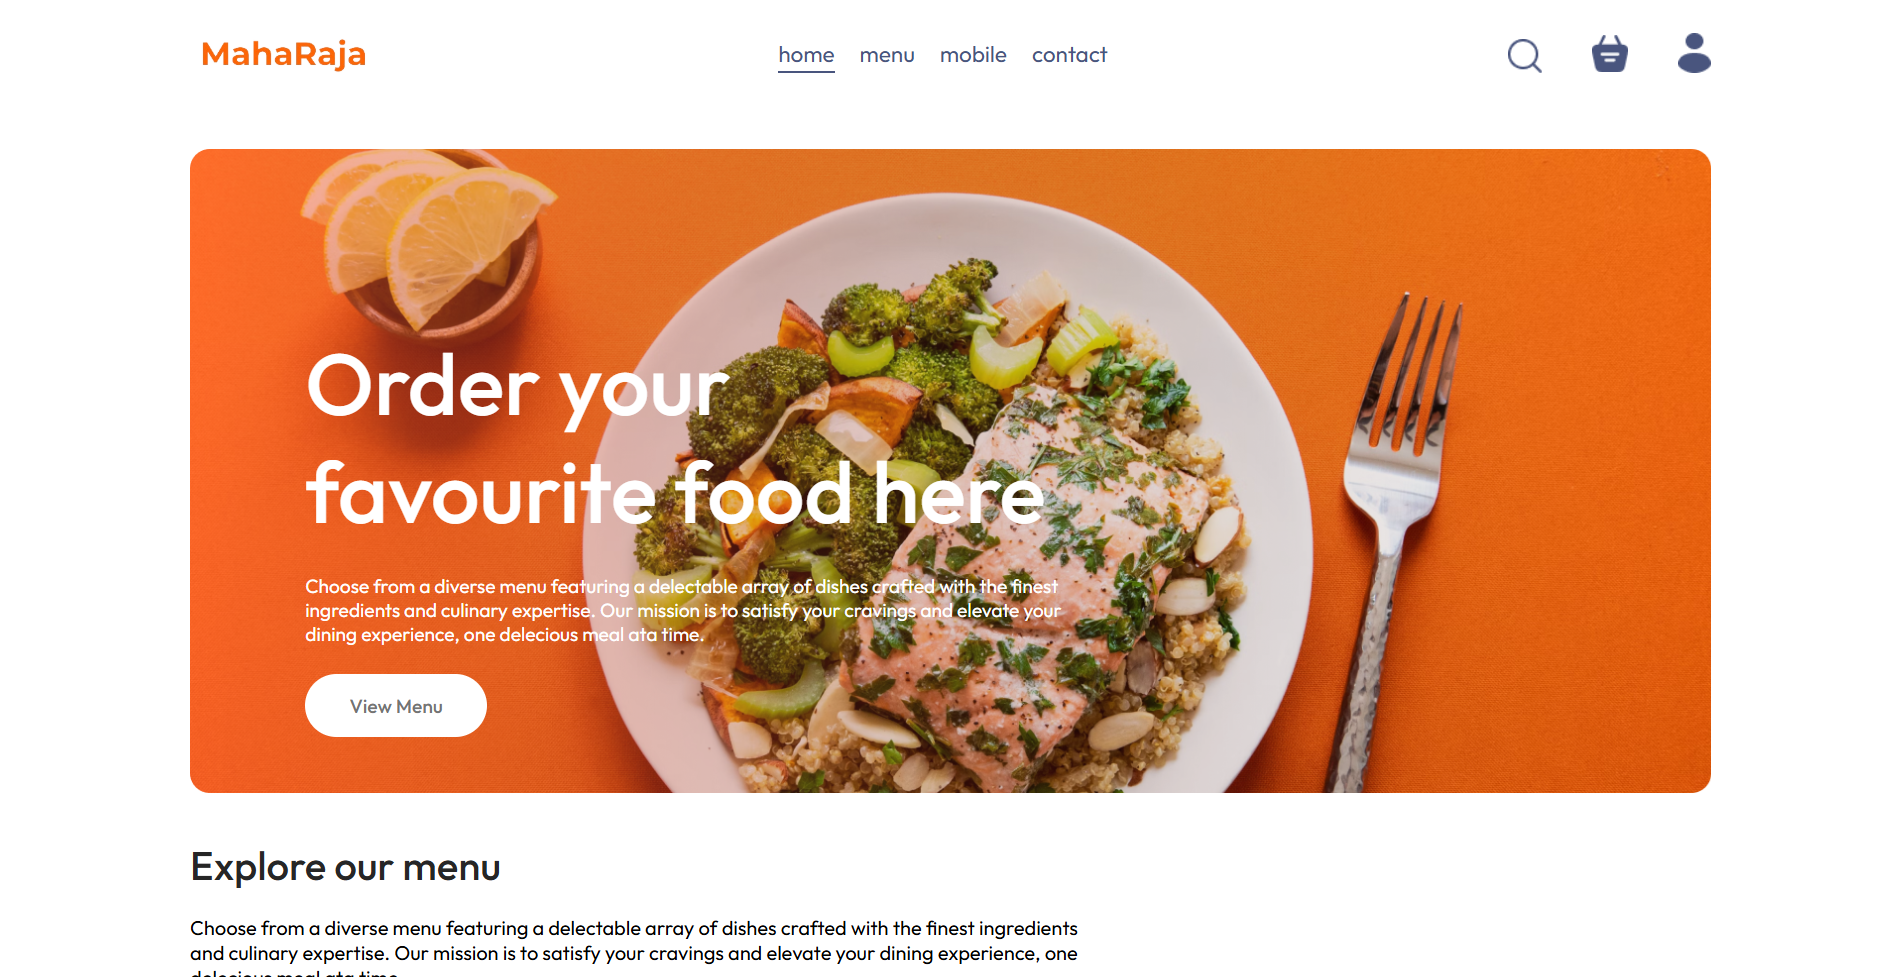 MahaRaja
home menu mobile contact
Order your
favourite food here
Choose from a diverse menu featuring a delectable array of dishes crafted with the finest
ingredients and culinary expertise. Our mission is to satisfy your cravings and elevate your
dining experience, one delecious meal ata time.
View Menu
Explore our menu
Choose from a diverse menu featuring a delectable array of dishes crafted with the finest ingredients
and culinary expertise. Our mission is to satisfy your cravings and elevate your dining experience, one
delecious meal ata time.